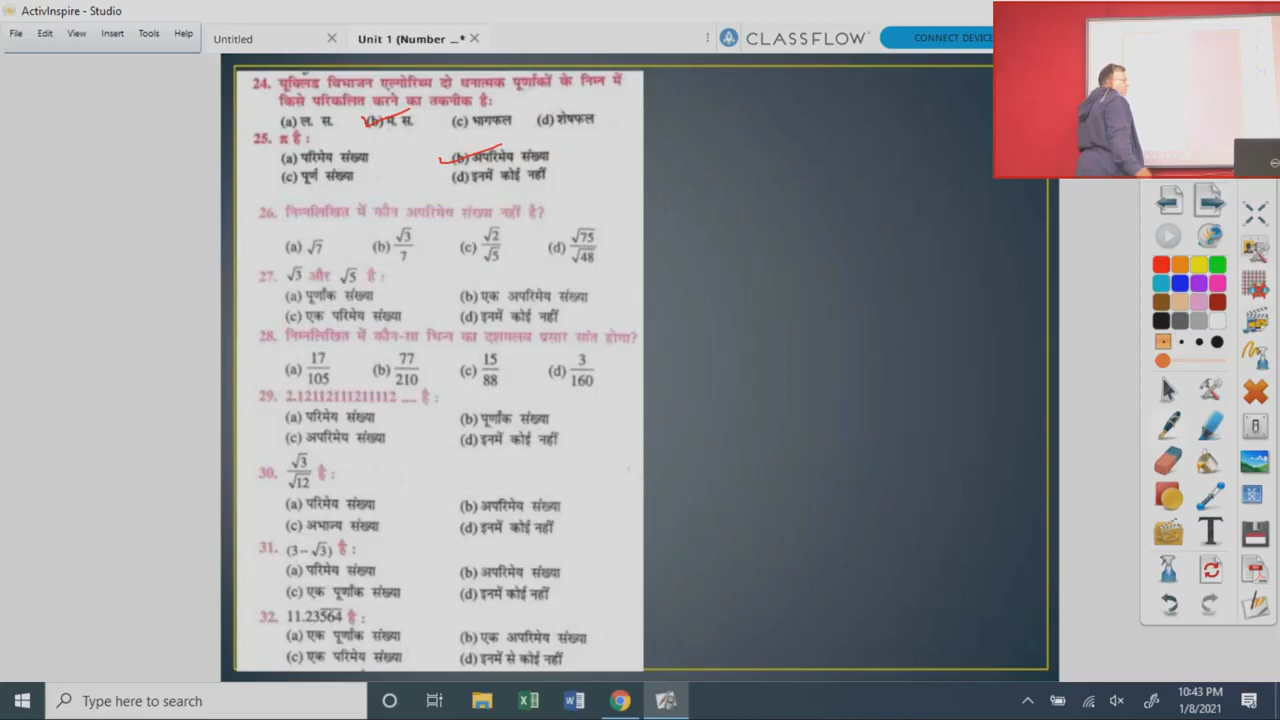 ActivInspire - Studio
File Edit View Insert Tools Help
Untitled
Unit 1 (Number ...*
CLASSFLOW
CONNECT DEVICE
24. यूक्लिड विभाजन एल्गोरिथ्म दो धनात्मक पूर्णांकों के निम्न में
किसे परिकलित करने का तकनीक है:
(a) ल. स. (b) म. स. (c) भागफल (d) शेषफल
25. π है :
(a) परिमेय संख्या (b) अपरिमेय संख्या
(c) पूर्ण संख्या (d) इनमें कोई नहीं
26. निम्नलिखित में कौन अपरिमेय संख्या नहीं है?
(a) √7 (b) √3/7 (c) √2/√5 (d) √75/√48
27. √3 और √5 है :
(a) पूर्णांक संख्या (b) एक अपरिमेय संख्या
(c) एक परिमेय संख्या (d) इनमें कोई नहीं
28. निम्नलिखित में कौन-सा भिन्न का दशमलव प्रसार सांत होगा?
(a) 17/105 (b) 77/210 (c) 15/88 (d) 3/160
29. 2.12112111211112 .... है :
(a) परिमेय संख्या (b) पूर्णांक संख्या
(c) अपरिमेय संख्या (d) इनमें कोई नहीं
30. √3/√12 है :
(a) परिमेय संख्या (b) अपरिमेय संख्या
(c) अभाज्य संख्या (d) इनमें कोई नहीं
31. (3 – √3) है :
(a) परिमेय संख्या (b) अपरिमेय संख्या
(c) एक पूर्णांक संख्या (d) इनमें कोई नहीं
32. 11.235̅6̅4̅ है :
(a) एक पूर्णांक संख्या (b) एक अपरिमेय संख्या
(c) एक परिमेय संख्या (d) इनमें से कोई नहीं
Type here to search
10:43 PM
1/8/2021